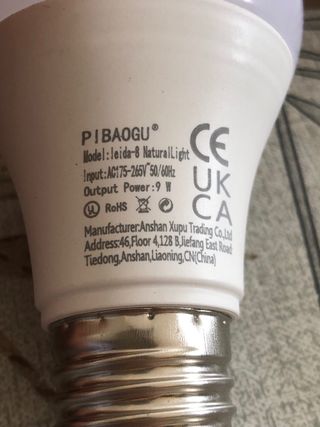 PIBAOGU®
Model:leida-8 NaturalLight
Input:AC175-265V~50/60Hz
Output Power:9 W
UL RoHS
CE
UK
CA
Manufacturer:Anshan Xupu Trading Co.,Ltd
Address:46,Floor 4,128 B,Jiefang East Road
Tiedong,Anshan,Liaoning,CN(China)